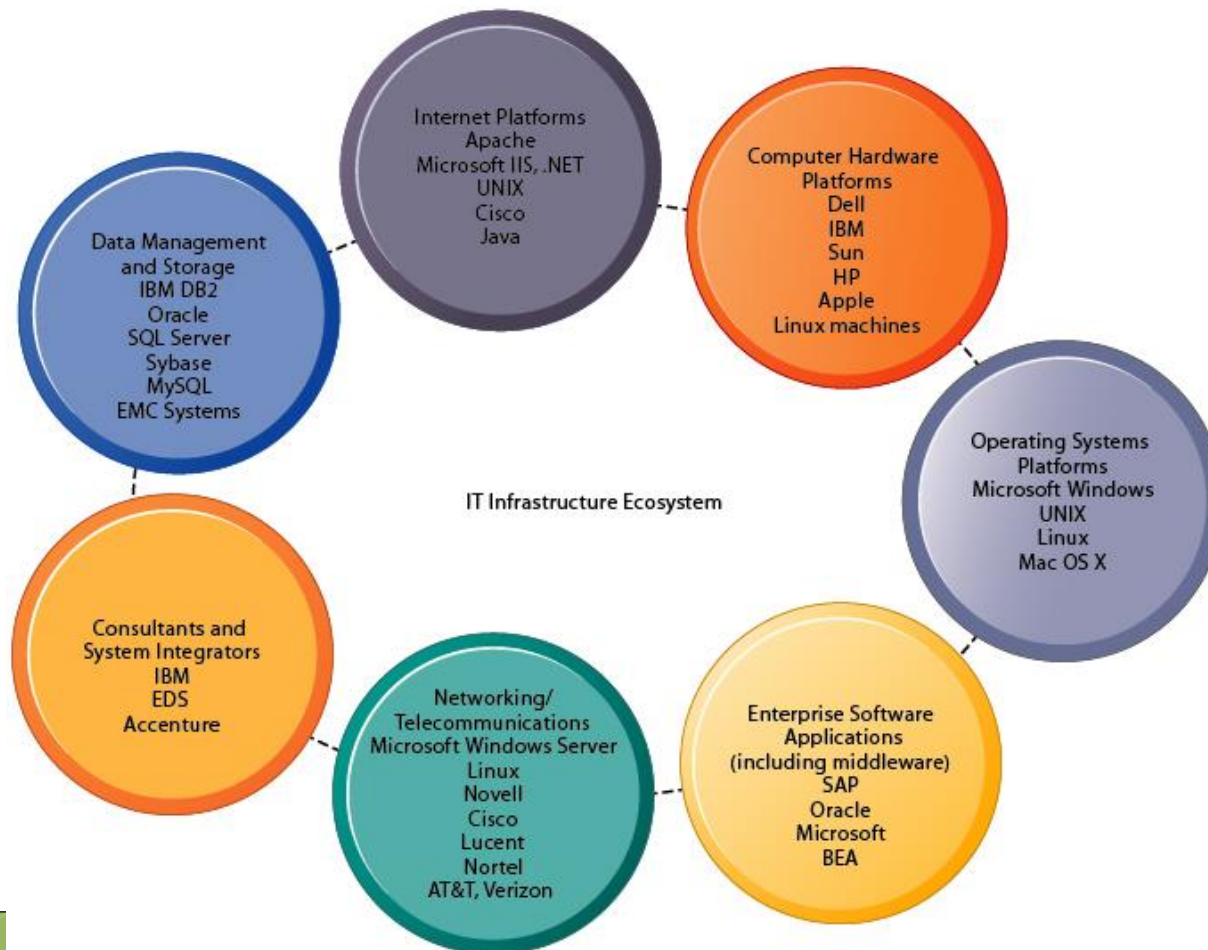 Internet Platforms
Apache
Microsoft IIS, .NET
UNIX
Cisco
Java
Computer Hardware
Platforms
Dell
IBM
Sun
HP
Apple
Linux machines
Data Management
and Storage
IBM DB2
Oracle
SQL Server
Sybase
MySQL
EMC Systems
Operating Systems
Platforms
Microsoft Windows
UNIX
Linux
Mac OS X
IT Infrastructure Ecosystem
Consultants and
System Integrators
IBM
EDS
Accenture
Networking/
Telecommunications
Microsoft Windows Server
Linux
Novell
Cisco
Lucent
Nortel
AT&T, Verizon
Enterprise Software
Applications
(including middleware)
SAP
Oracle
Microsoft
BEA